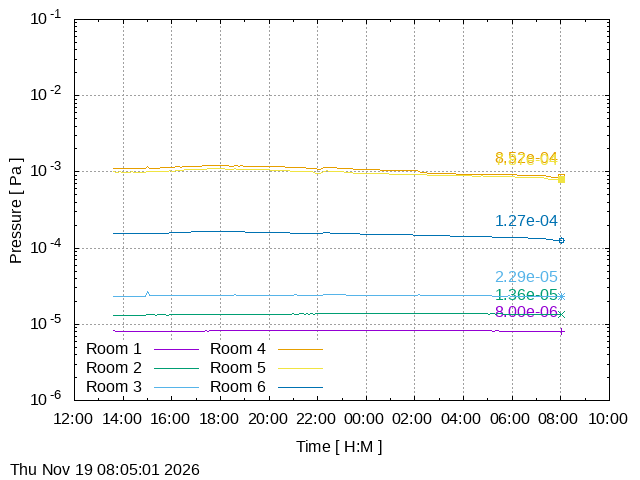 10^-1
10^-2
10^-3
10^-4
10^-5
10^-6
Pressure [ Pa ]
8.52e-04
1.27e-04
2.29e-05
1.36e-05
8.00e-06
Room 1 Room 4
Room 2 Room 5
Room 3 Room 6
12:00 14:00 16:00 18:00 20:00 22:00 00:00 02:00 04:00 06:00 08:00 10:00
Time [ H:M ]
Thu Nov 19 08:05:01 2026